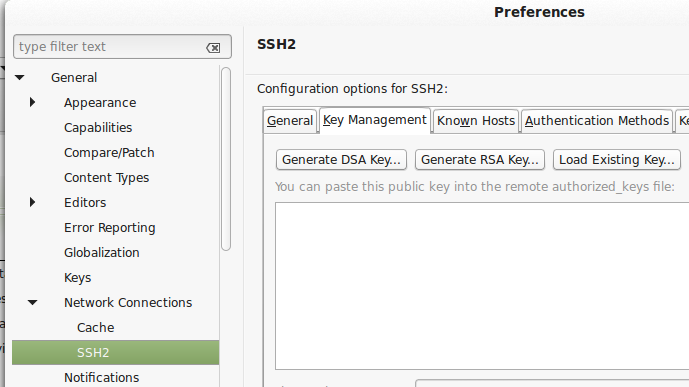 Preferences
type filter text
General
Appearance
Capabilities
Compare/Patch
Content Types
Editors
Error Reporting
Globalization
Keys
Network Connections
Cache
SSH2
Notifications
SSH2
Configuration options for SSH2:
General Key Management Known Hosts Authentication Methods
Generate DSA Key... Generate RSA Key... Load Existing Key...
You can paste this public key into the remote authorized_keys file: